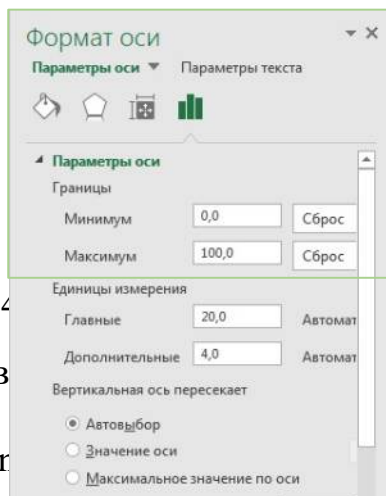 Формат оси
Параметры оси Параметры текста
Параметры оси
Границы
Минимум 0,0 Сброс
Максимум 100,0 Сброс
Единицы измерения
Главные 20,0 Автомат
Дополнительные 4,0 Автомат
Вертикальная ось пересекает
Автовыбор
Значение оси
Максимальное значение по оси